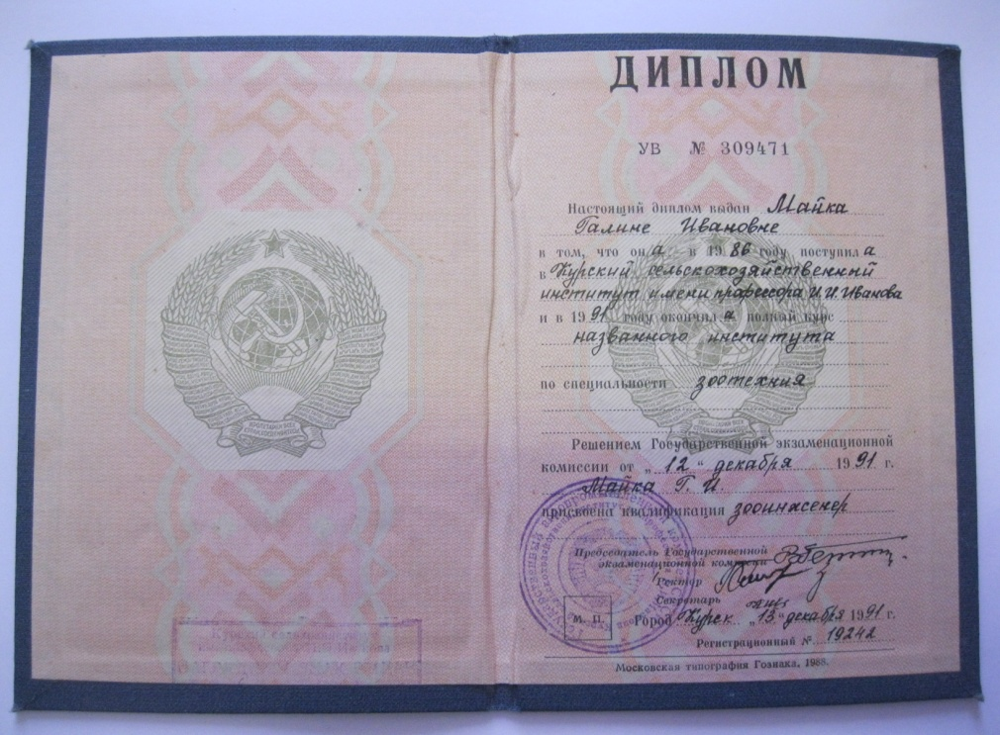 ДИПЛОМ
УВ № 309471
Настоящий диплом выдан Майка
Галине Ивановне
в том, что она в 1986 году поступила
в Курский сельскохозяйственный
институт имени профессора И.И. Иванова
и в 1991 году окончила полный курс
названного института
по специальности зоотехния
Решением Государственной экзаменационной
комиссии от „12“ декабря 1991 г.
Майка Г. И.
присвоена квалификация зооинженер
Председатель Государственной
экзаменационной комиссии
Ректор
Секретарь
М. П. Город Курск „13“ декабря 1991 г.
Регистрационный № 19242
Московская типография Гознака. 1988.